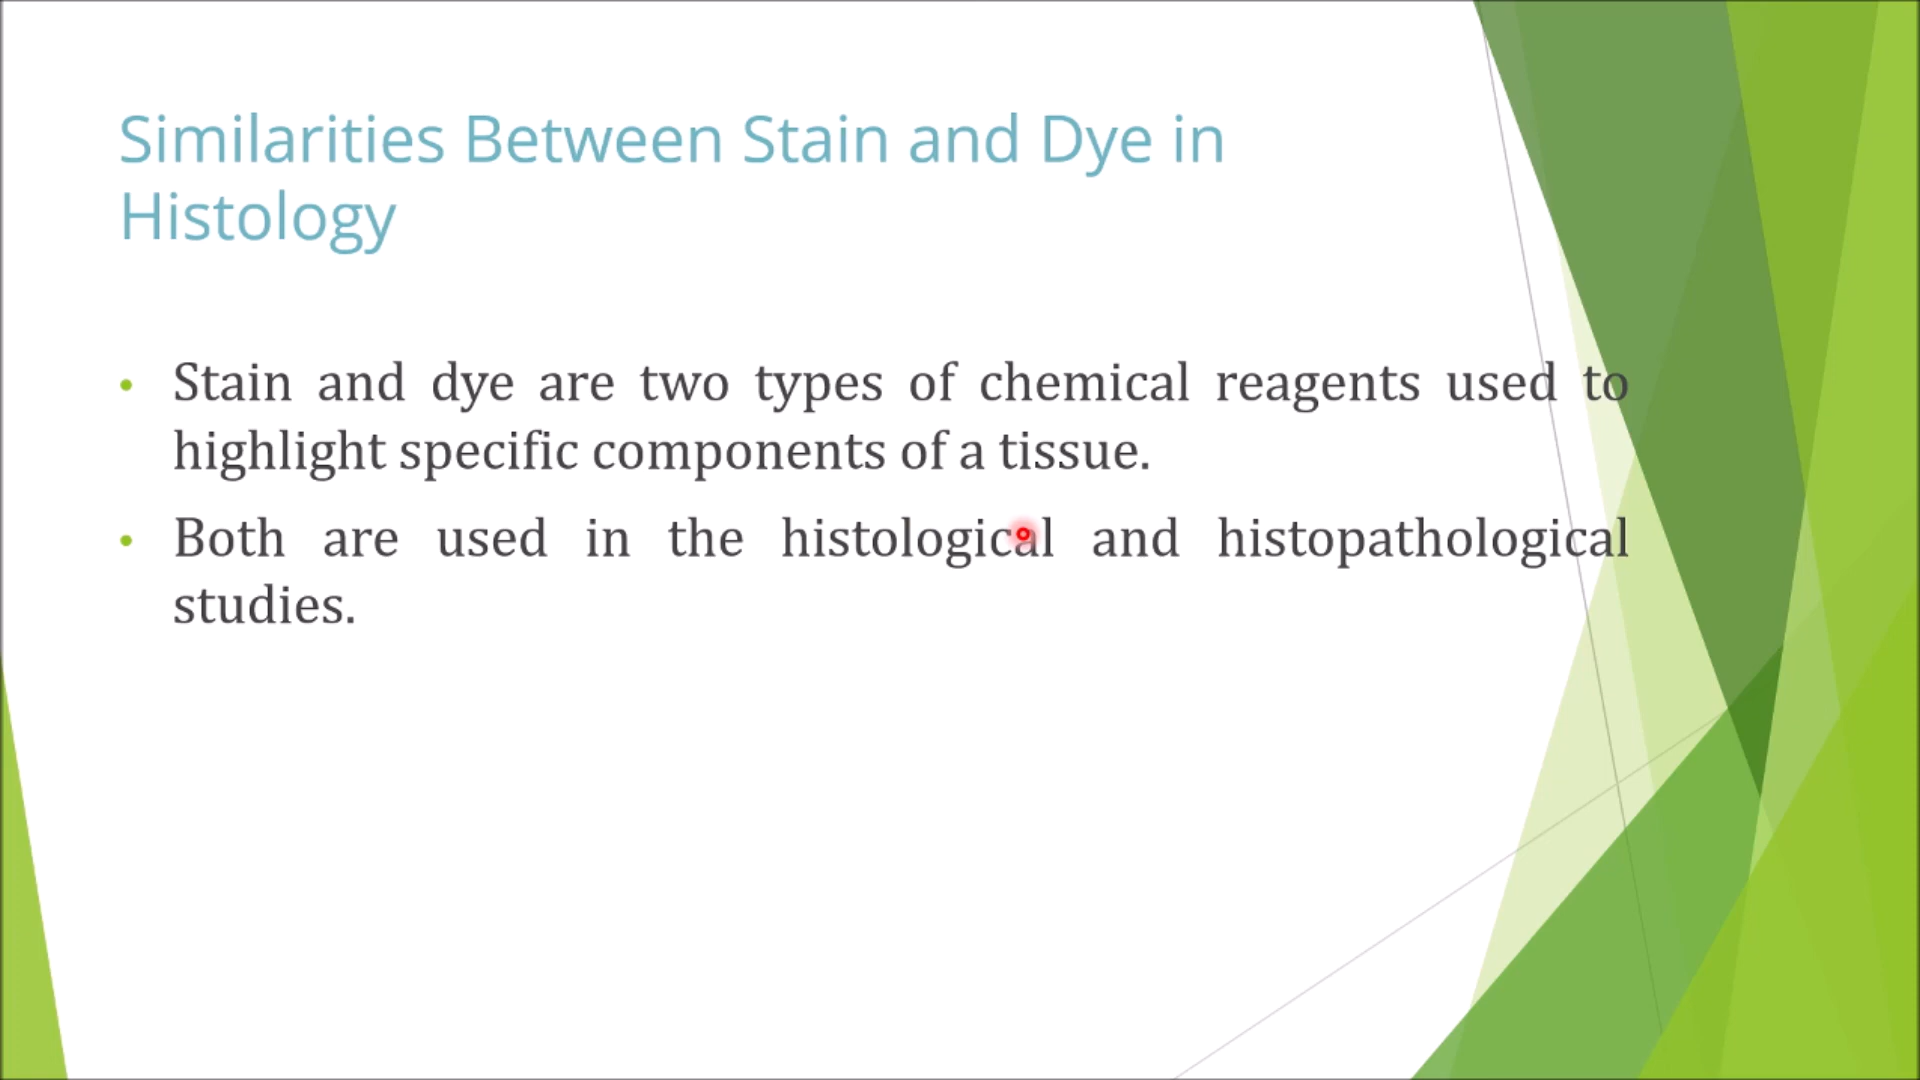 Similarities Between Stain and Dye in
Histology
• Stain and dye are two types of chemical reagents used to
highlight specific components of a tissue.
• Both are used in the histological and histopathological
studies.